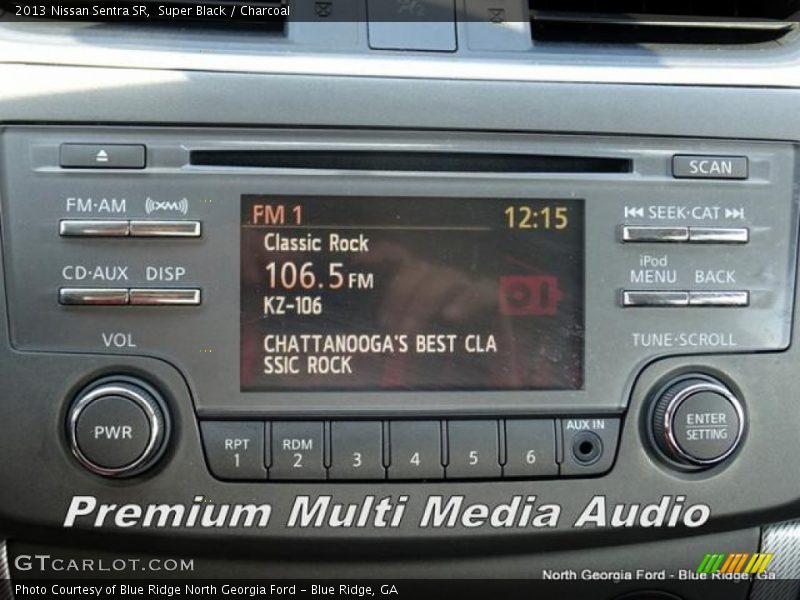 2013 Nissan Sentra SR,  Super Black / Charcoal
SCAN
FM·AM ((XM))
SEEK·CAT
FM 1 12:15
Classic Rock
106.5 FM
KZ-106
CHATTANOOGA'S BEST CLA
SSIC ROCK
CD·AUX DISP
iPod
MENU BACK
VOL
TUNE·SCROLL
PWR
ENTER
SETTING
RPT
1
RDM
2
3
4
5
6
AUX IN
Premium Multi Media Audio
GTCARLOT.COM
North Georgia Ford - Blue Ridge, Ga
Photo Courtesy of Blue Ridge North Georgia Ford - Blue Ridge, GA